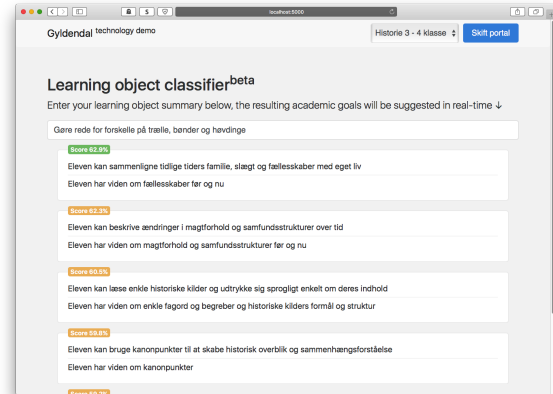 localhost:5000
Gyldendal technology demo
Historie 3 - 4 klasse
Skift portal
Learning object classifier beta
Enter your learning object summary below, the resulting academic goals will be suggested in real-time ↓
Gøre rede for forskelle på trælle, bønder og høvdinge
Score 62.9%
Eleven kan sammenligne tidlige tiders familie, slægt og fællesskaber med eget liv
Eleven har viden om fællesskaber før og nu
Score 62.3%
Eleven kan beskrive ændringer i magtforhold og samfundsstrukturer over tid
Eleven har viden om magtforhold og samfundsstrukturer før og nu
Score 60.5%
Eleven kan læse enkle historiske kilder og udtrykke sig sprogligt enkelt om deres indhold
Eleven har viden om enkle fagord og begreber og historiske kilders formål og struktur
Score 59.8%
Eleven kan bruge kanonpunkter til at skabe historisk overblik og sammenhængsforståelse
Eleven har viden om kanonpunkter